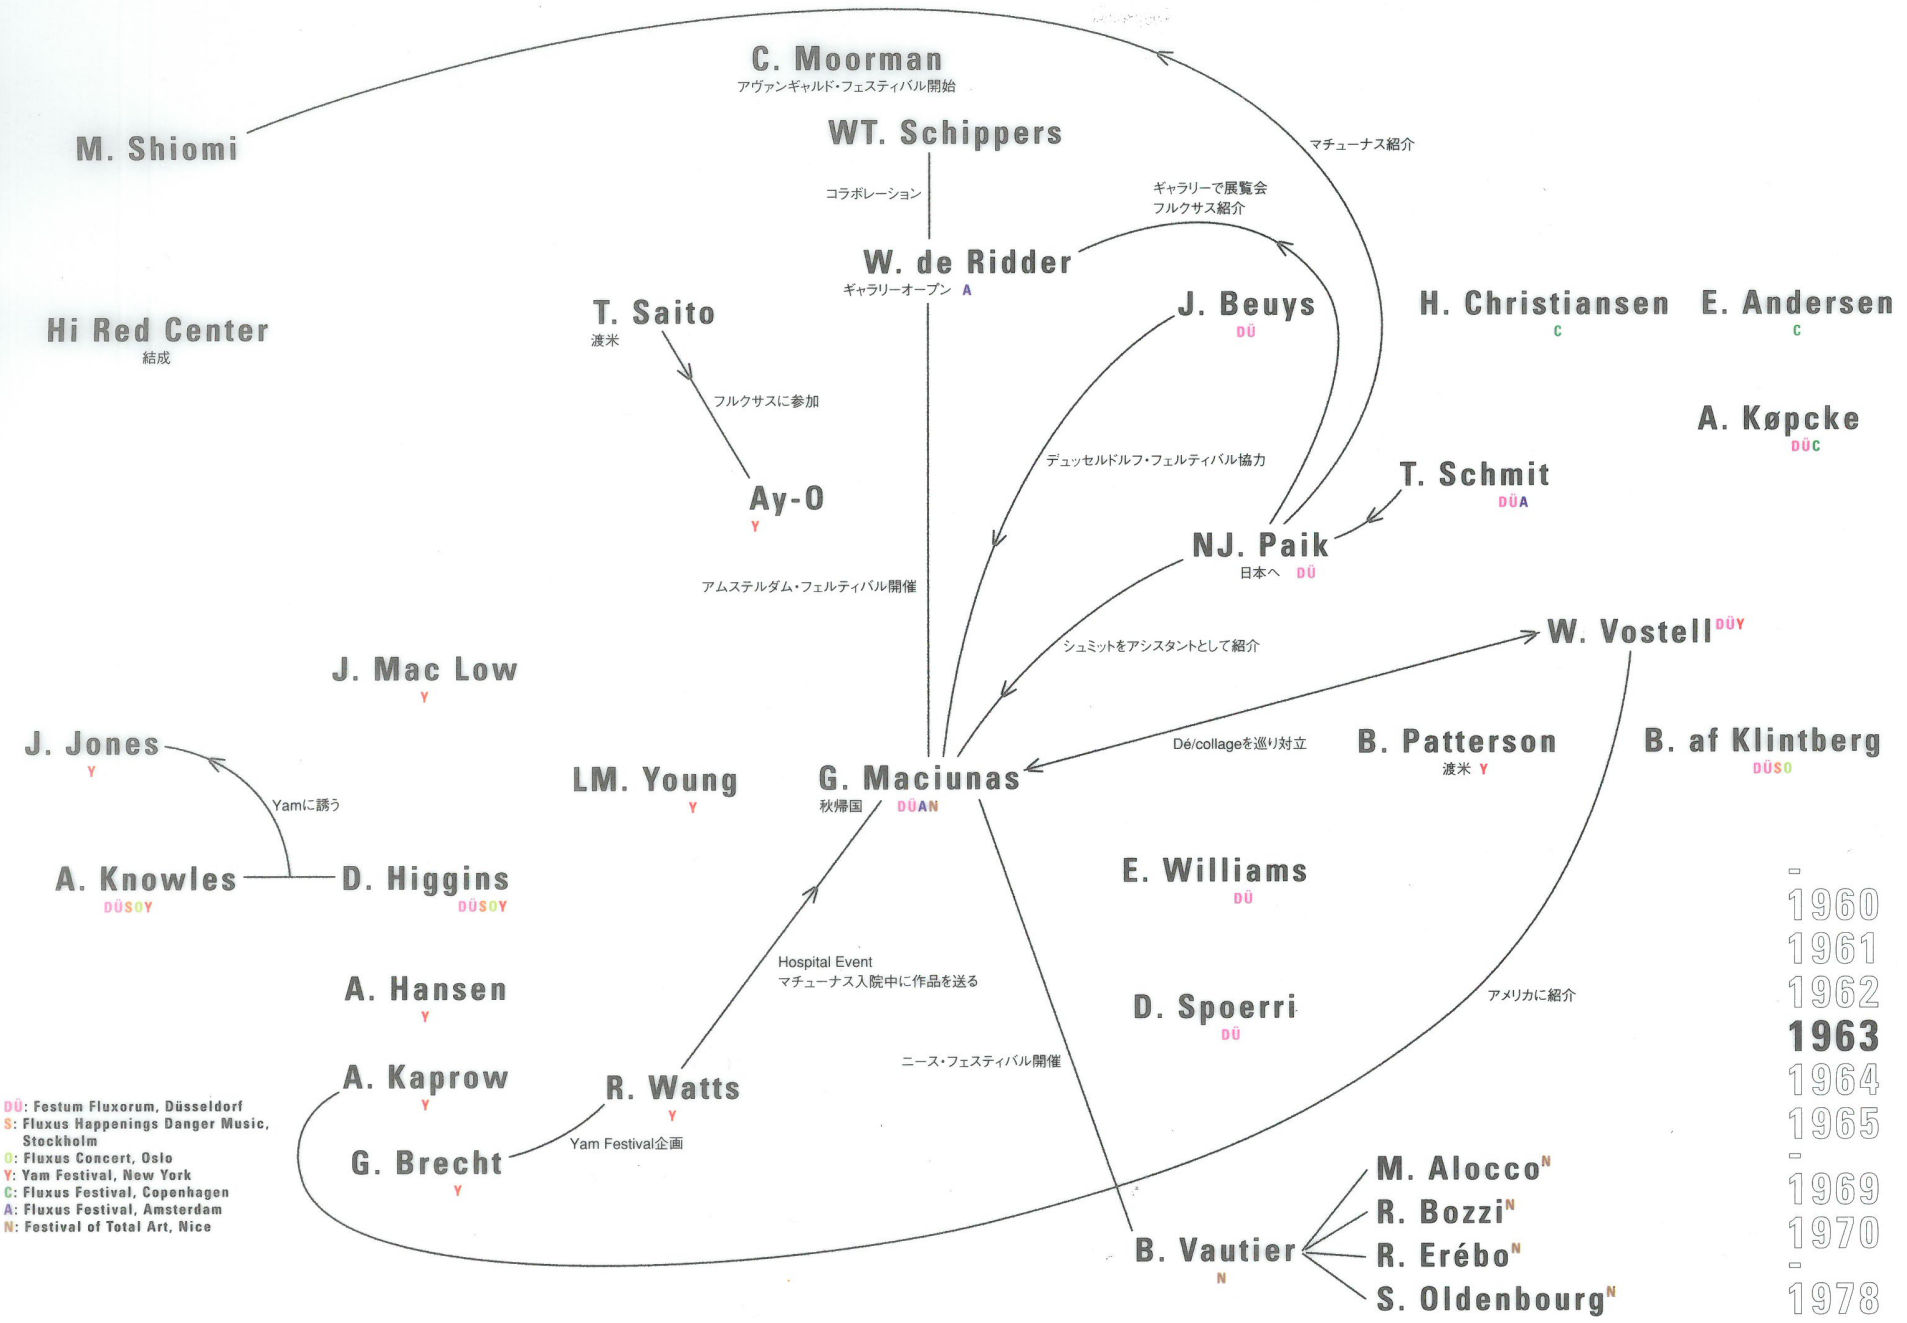 C. Moorman
アヴァンギャルド・フェスティバル開始
M. Shiomi
WT. Schippers
マチューナス紹介
コラボレーション
ギャラリーで展覧会
フルクサス紹介
W. de Ridder
ギャラリーオープン A
Hi Red Center
結成
T. Saito
渡米
J. Beuys
DÜ
H. Christiansen
C
E. Andersen
C
フルクサスに参加
A. Køpcke
DÜC
デュッセルドルフ・フェルティバル協力
T. Schmit
DÜA
Ay-O
Y
NJ. Paik
日本へ DÜ
アムステルダム・フェルティバル開催
シュミットをアシスタントとして紹介
W. Vostell DÜY
J. Mac Low
Y
J. Jones
Y
Dé/collageを巡り対立
B. Patterson
渡米 Y
B. af Klintberg
DÜSO
LM. Young
Y
G. Maciunas
秋帰国 DÜAN
Yamに誘う
A. Knowles
DÜSOY
D. Higgins
DÜSOY
E. Williams
DÜ
Hospital Event
マチューナス入院中に作品を送る
A. Hansen
Y
D. Spoerri
DÜ
アメリカに紹介
ニース・フェスティバル開催
A. Kaprow
Y
R. Watts
Y
Yam Festival企画
G. Brecht
Y
B. Vautier
N
M. Alocco N
R. Bozzi N
R. Erébo N
S. Oldenbourg N
DÜ: Festum Fluxorum, Düsseldorf
S: Fluxus Happenings Danger Music,
Stockholm
O: Fluxus Concert, Oslo
Y: Yam Festival, New York
C: Fluxus Festival, Copenhagen
A: Fluxus Festival, Amsterdam
N: Festival of Total Art, Nice
-
1960
1961
1962
1963
1964
1965
-
1969
1970
-
1978